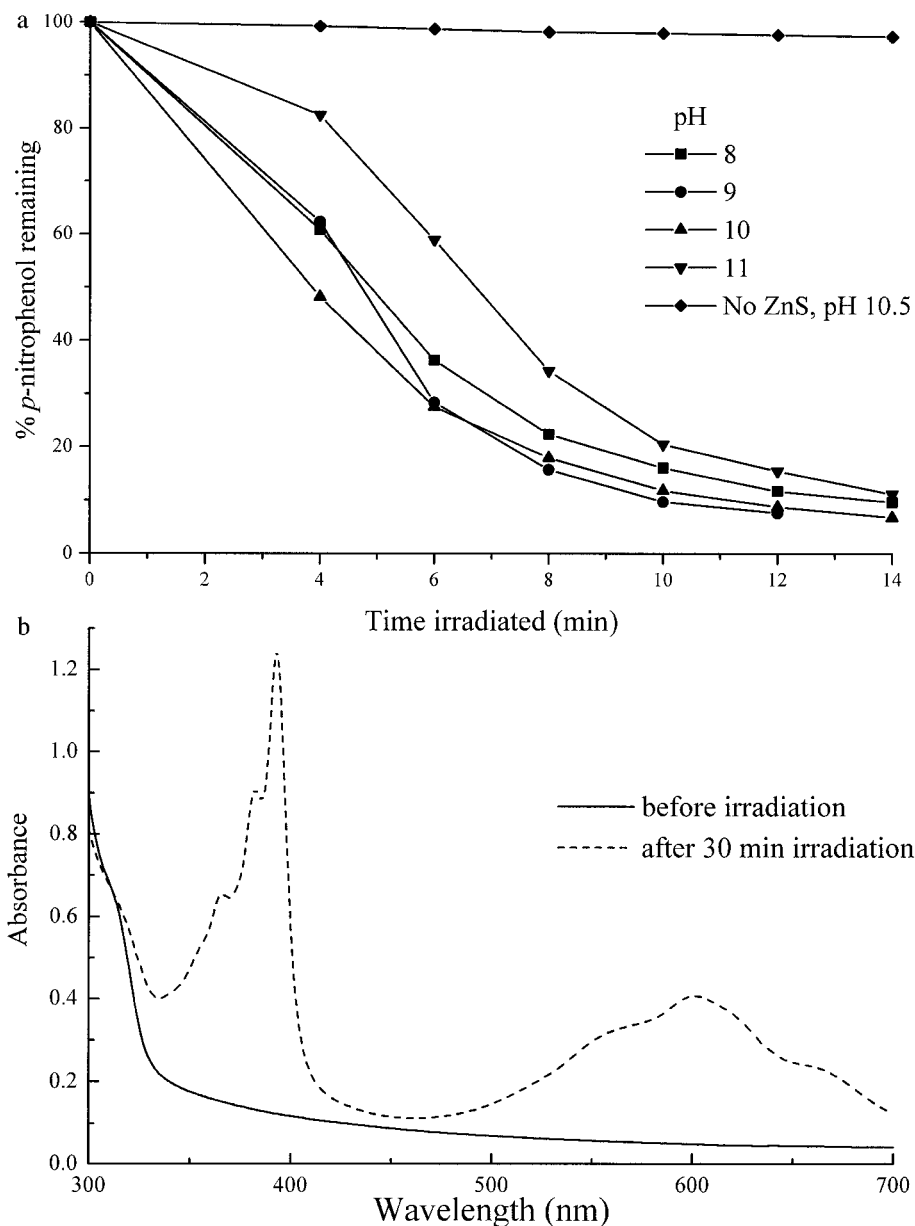 a
100
80
60
40
20
0
% p-nitrophenol remaining
pH
8
9
10
11
No ZnS, pH 10.5
0 2 4 6 8 10 12 14
Time irradiated (min)
b
1.2
1.0
0.8
0.6
0.4
0.2
0.0
Absorbance
before irradiation
after 30 min irradiation
300 400 500 600 700
Wavelength (nm)